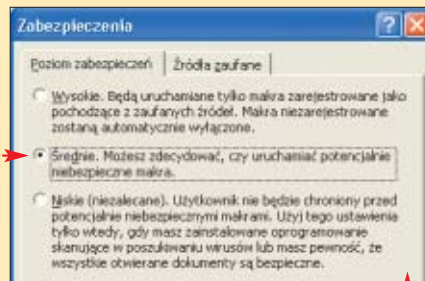 Zabezpieczenia
Poziom zabezpieczeń
Źródła zaufane
Wysokie. Będą uruchamiane tylko makra zarejestrowane jako
pochodzące z zaufanych źródeł. Makra niezarejestrowane
zostaną automatycznie wyłączone.
Średnie. Możesz zdecydować, czy uruchamiać potencjalnie
niebezpieczne makra.
Niskie (niezalecane). Użytkownik nie będzie chroniony przed
potencjalnie niebezpiecznymi makrami. Użyj tego ustawienia
tylko wtedy, gdy masz zainstalowane oprogramowanie
skanujące w poszukiwaniu wirusów lub masz pewność, że
wszystkie otwierane dokumenty są bezpieczne.